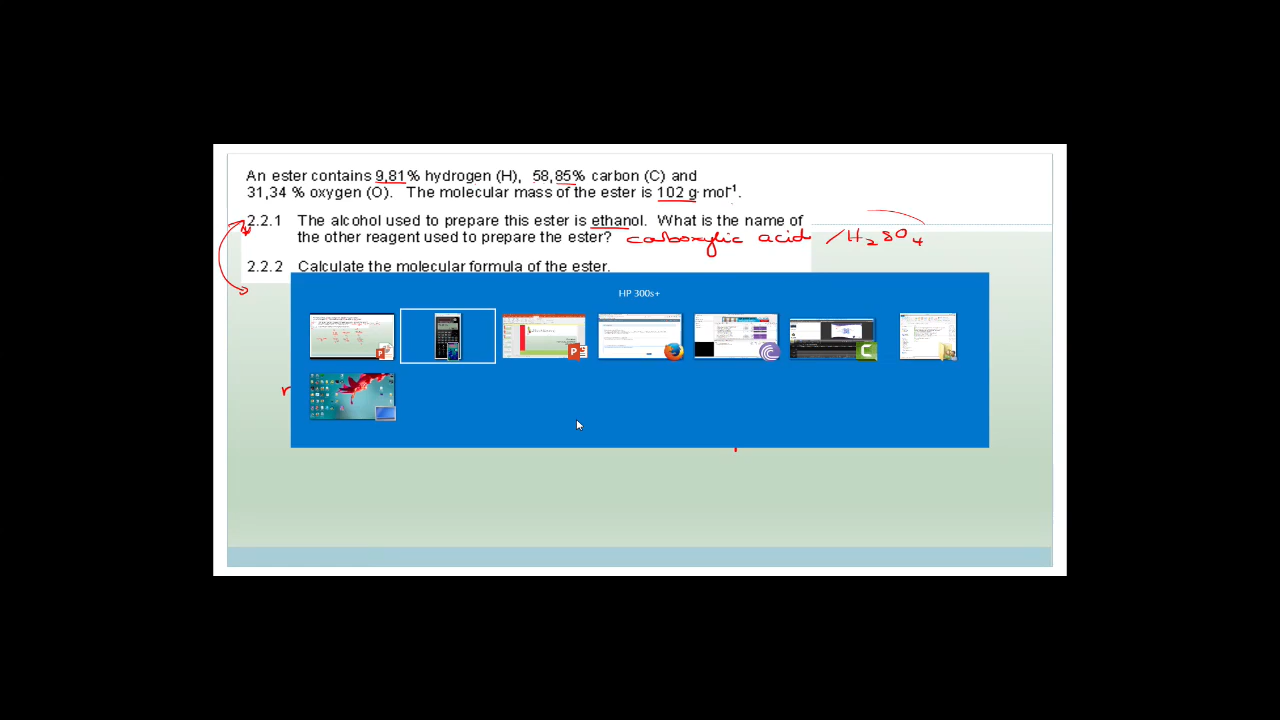 An ester contains 9,81% hydrogen (H), 58,85% carbon (C) and
31,34 % oxygen (O). The molecular mass of the ester is 102 g·mol⁻¹.
2.2.1 The alcohol used to prepare this ester is ethanol. What is the name of
the other reagent used to prepare the ester? carboxylic acid / H₂SO₄
2.2.2 Calculate the molecular formula of the ester.
HP 300s+